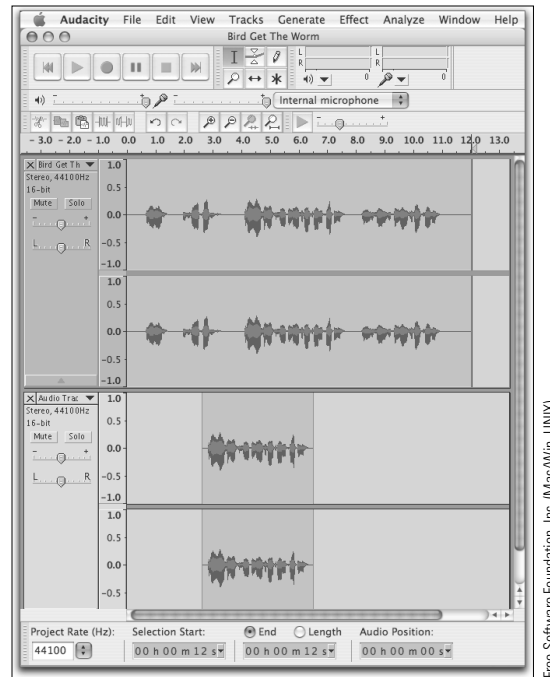 Audacity File Edit View Tracks Generate Effect Analyze Window Help
Bird Get The Worm
L
R
L
R
0
0
Internal microphone
- 3.0 - 2.0 - 1.0 0.0 1.0 2.0 3.0 4.0 5.0 6.0 7.0 8.0 9.0 10.0 11.0 12.0 13.0
Bird Get Th
Stereo, 44100Hz
16-bit
Mute Solo
- +
L R
1.0
0.5
0.0
-0.5
-1.0
1.0
0.5
0.0
-0.5
-1.0
Audio Trac
Stereo, 44100Hz
16-bit
Mute Solo
- +
L R
1.0
0.5
0.0
-0.5
-1.0
1.0
0.5
0.0
-0.5
Project Rate (Hz): Selection Start: End Length Audio Position:
44100 00 h 00 m 12 s 00 h 00 m 12 s 00 h 00 m 00 s
Free Software Foundation, Inc. (Mac/Win, UNIX)